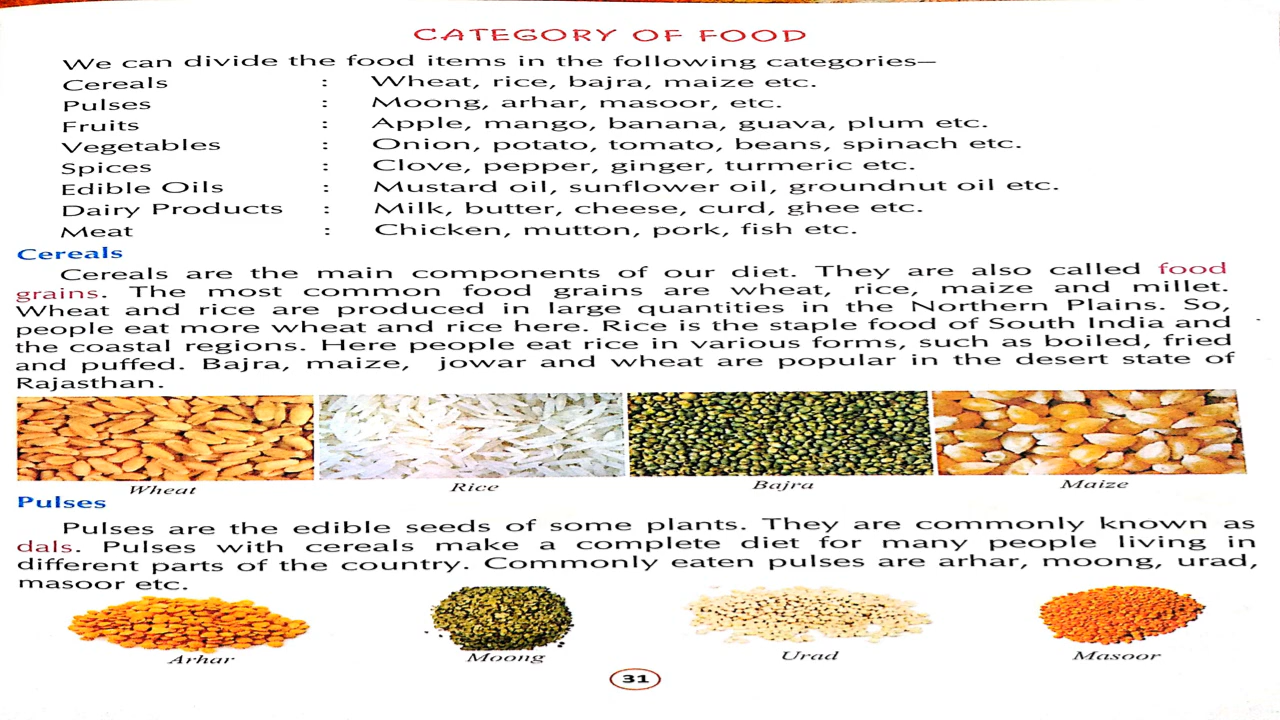 CATEGORY OF FOOD
We can divide the food items in the following categories—
Cereals : Wheat, rice, bajra, maize etc.
Pulses : Moong, arhar, masoor, etc.
Fruits : Apple, mango, banana, guava, plum etc.
Vegetables : Onion, potato, tomato, beans, spinach etc.
Spices : Clove, pepper, ginger, turmeric etc.
Edible Oils : Mustard oil, sunflower oil, groundnut oil etc.
Dairy Products : Milk, butter, cheese, curd, ghee etc.
Meat : Chicken, mutton, pork, fish etc.
Cereals
Cereals are the main components of our diet. They are also called food
grains. The most common food grains are wheat, rice, maize and millet.
Wheat and rice are produced in large quantities in the Northern Plains. So,
people eat more wheat and rice here. Rice is the staple food of South India and
the coastal regions. Here people eat rice in various forms, such as boiled, fried
and puffed. Bajra, maize, jowar and wheat are popular in the desert state of
Rajasthan.
Wheat Rice Bajra Maize
Pulses
Pulses are the edible seeds of some plants. They are commonly known as
dals. Pulses with cereals make a complete diet for many people living in
different parts of the country. Commonly eaten pulses are arhar, moong, urad,
masoor etc.
Arhar Moong Urad Masoor
31